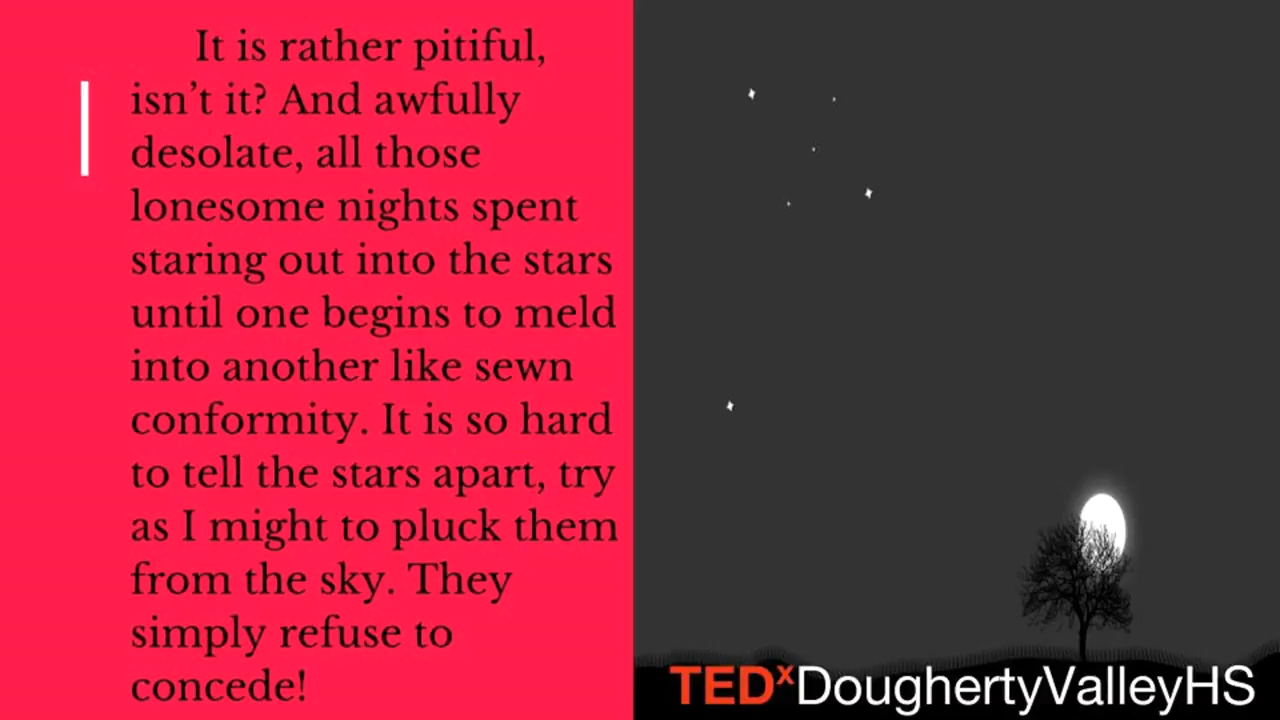 It is rather pitiful,
isn’t it? And awfully
desolate, all those
lonesome nights spent
staring out into the stars
until one begins to meld
into another like sewn
conformity. It is so hard
to tell the stars apart, try
as I might to pluck them
from the sky. They
simply refuse to
concede!
TEDxDoughertyValleyHS